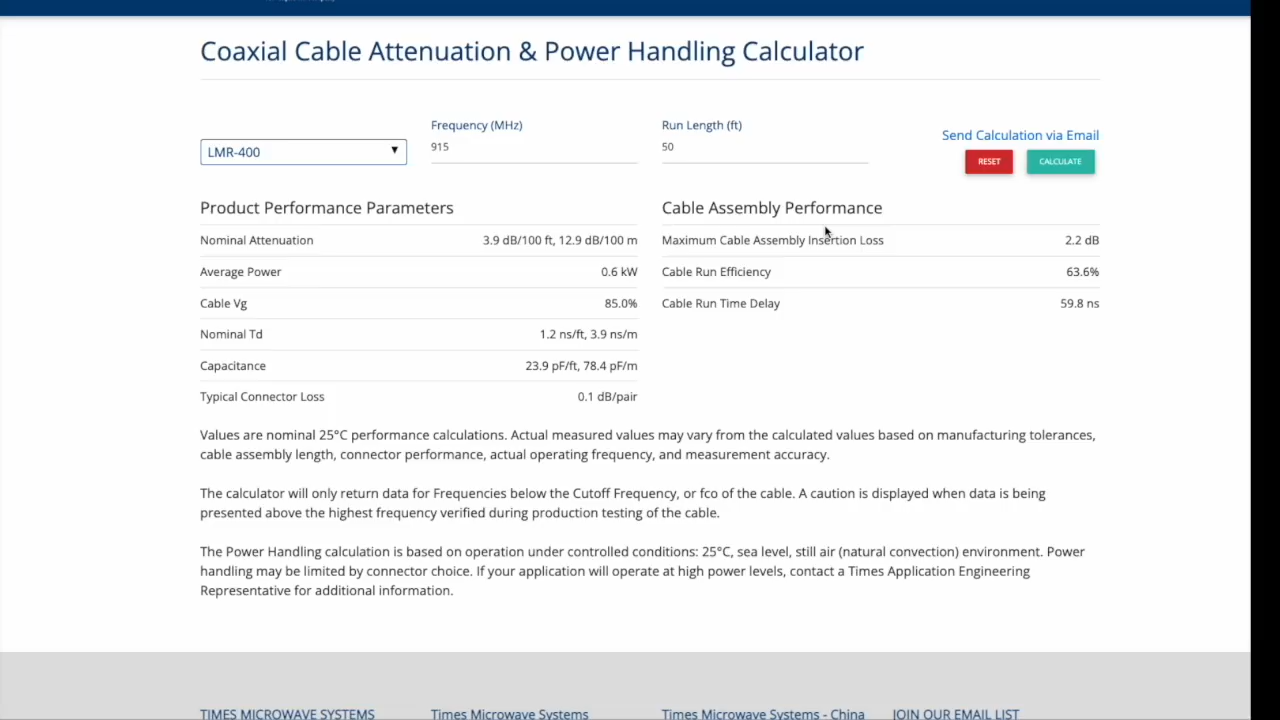 Coaxial Cable Attenuation & Power Handling Calculator
Frequency (MHz)
Run Length (ft)
Send Calculation via Email
LMR-400
915
50
RESET
CALCULATE
Product Performance Parameters
Nominal Attenuation 3.9 dB/100 ft, 12.9 dB/100 m
Average Power 0.6 kW
Cable Vg 85.0%
Nominal Td 1.2 ns/ft, 3.9 ns/m
Capacitance 23.9 pF/ft, 78.4 pF/m
Typical Connector Loss 0.1 dB/pair
Cable Assembly Performance
Maximum Cable Assembly Insertion Loss 2.2 dB
Cable Run Efficiency 63.6%
Cable Run Time Delay 59.8 ns
Values are nominal 25°C performance calculations. Actual measured values may vary from the calculated values based on manufacturing tolerances,
cable assembly length, connector performance, actual operating frequency, and measurement accuracy.
The calculator will only return data for Frequencies below the Cutoff Frequency, or fco of the cable. A caution is displayed when data is being
presented above the highest frequency verified during production testing of the cable.
The Power Handling calculation is based on operation under controlled conditions: 25°C, sea level, still air (natural convection) environment. Power
handling may be limited by connector choice. If your application will operate at high power levels, contact a Times Application Engineering
Representative for additional information.
TIMES MICROWAVE SYSTEMS
Times Microwave Systems
Times Microwave Systems - China
JOIN OUR EMAIL LIST